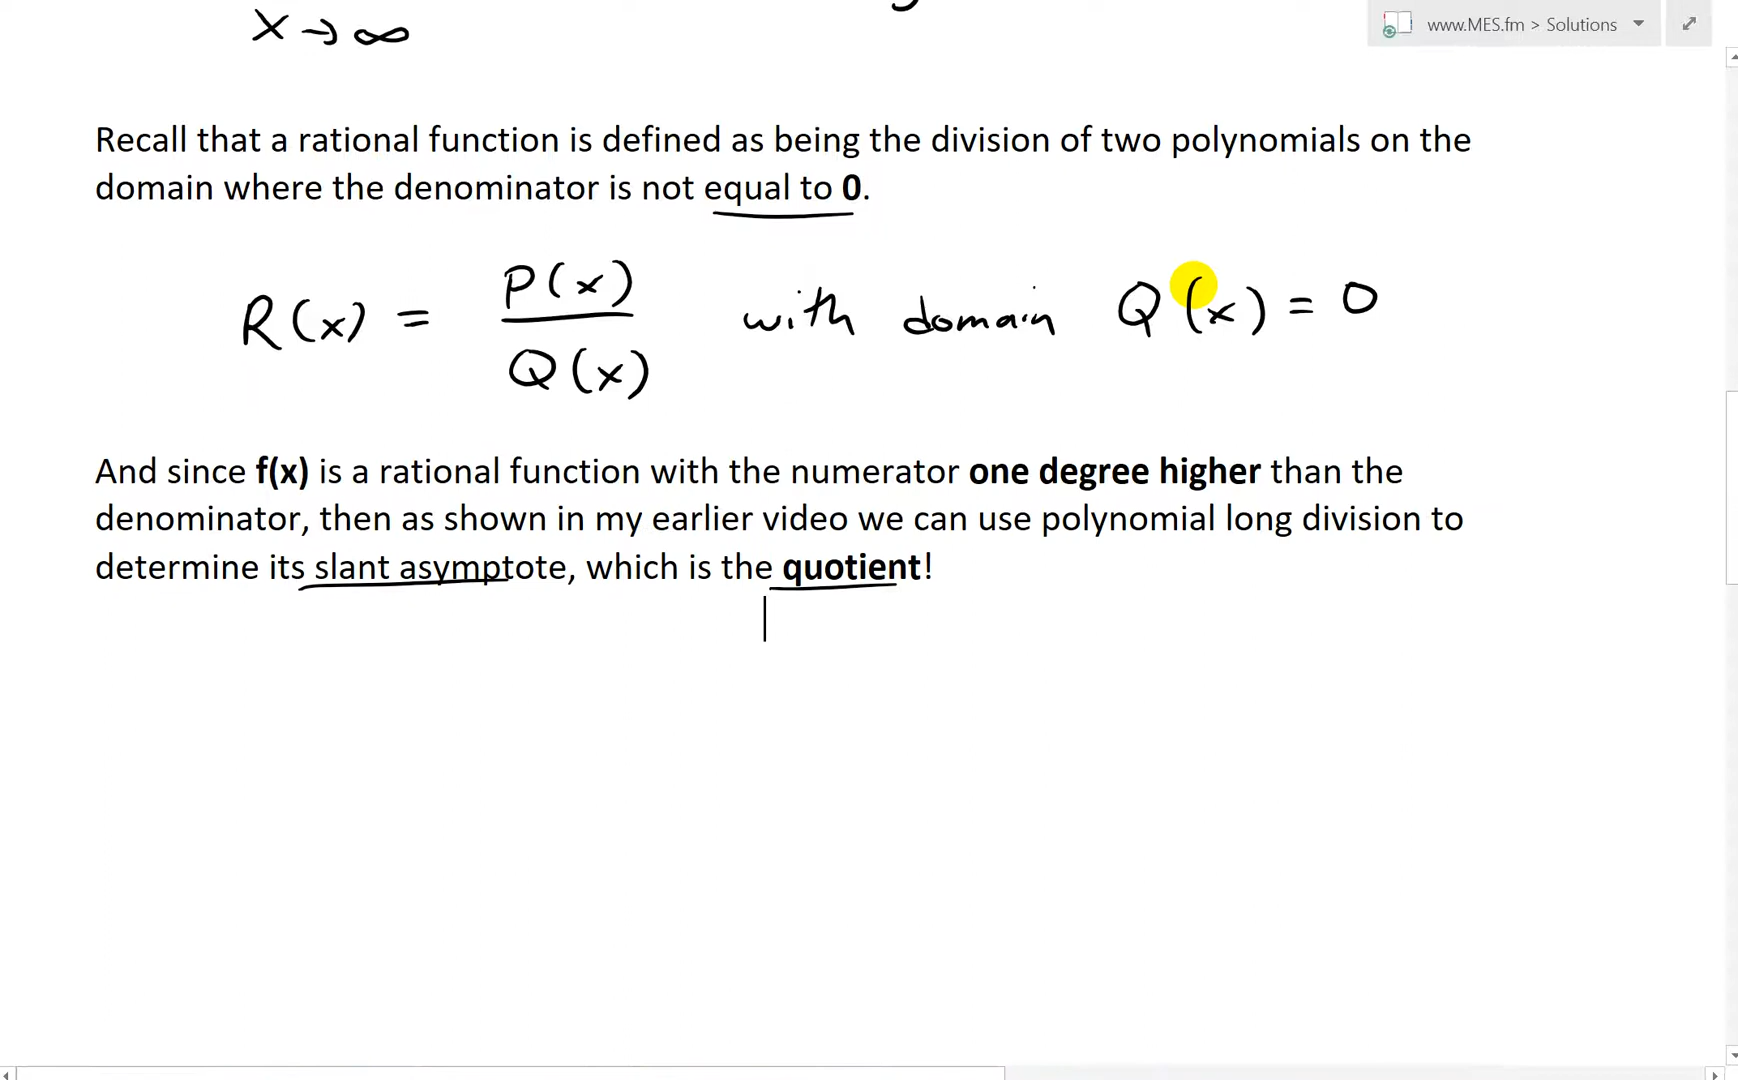 x → ∞
www.MES.fm > Solutions
Recall that a rational function is defined as being the division of two polynomials on the
domain where the denominator is not equal to 0.
R(x) = P(x) / Q(x) with domain Q(x) = 0
And since f(x) is a rational function with the numerator one degree higher than the
denominator, then as shown in my earlier video we can use polynomial long division to
determine its slant asymptote, which is the quotient!